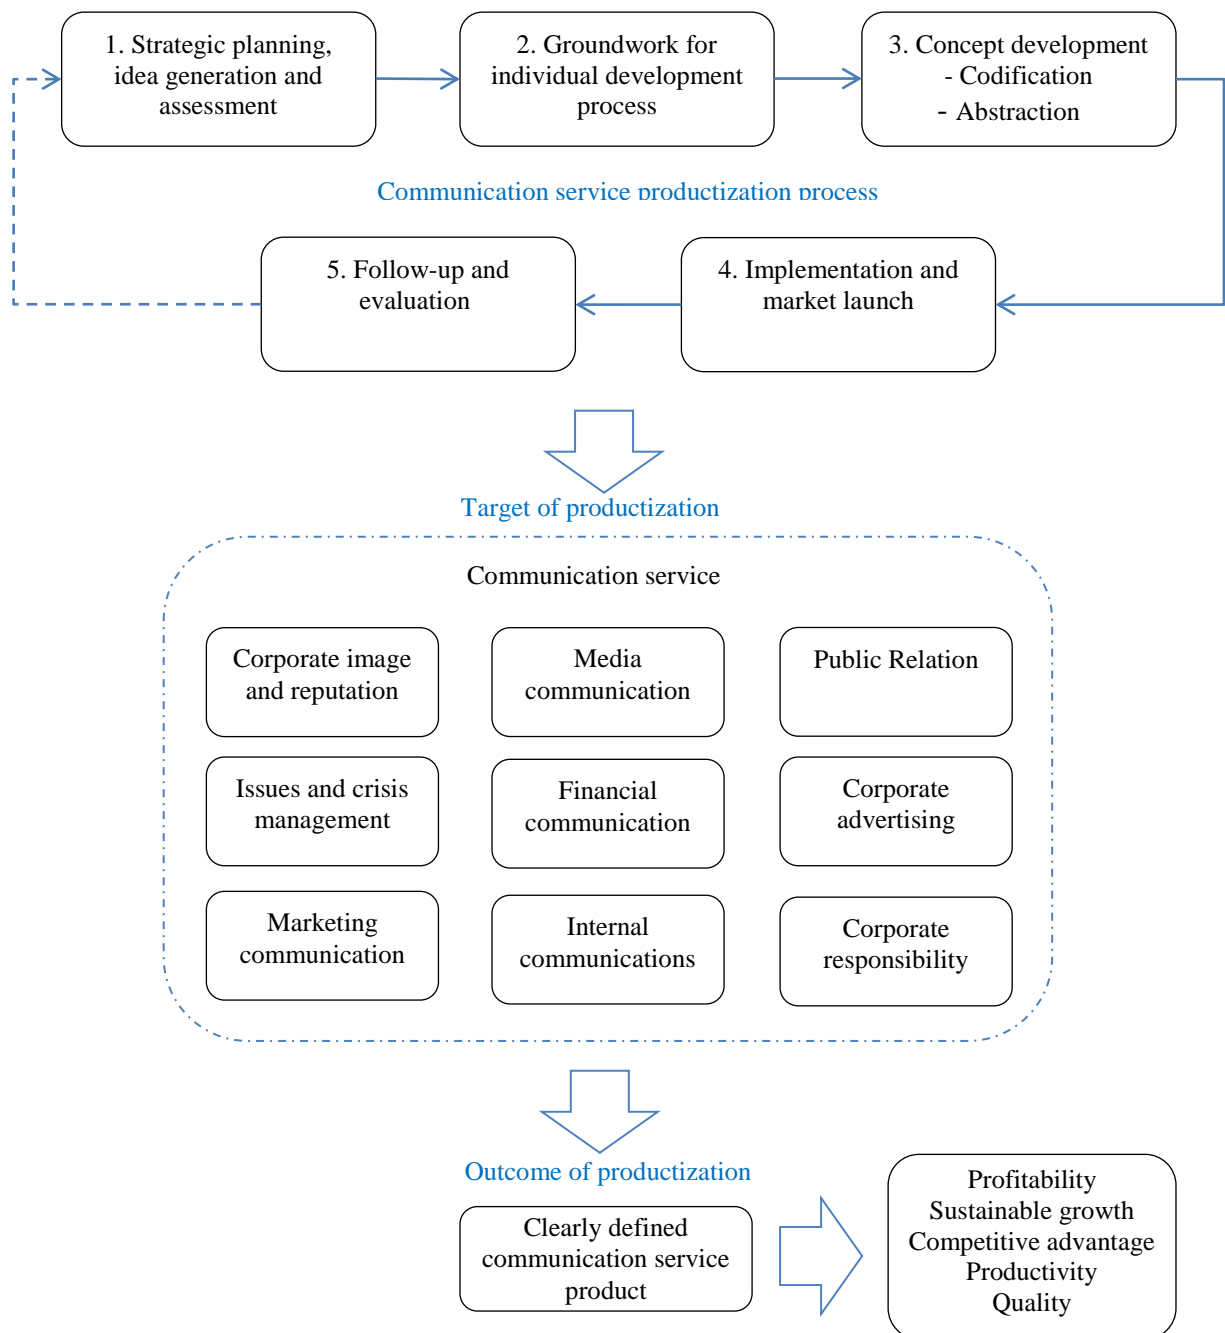 1. Strategic planning,
idea generation and
assessment
2. Groundwork for
individual development
process
3. Concept development
- Codification
- Abstraction
Communication service productization process
5. Follow-up and
evaluation
4. Implementation and
market launch
Target of productization
Communication service
Corporate image
and reputation
Media
communication
Public Relation
Issues and crisis
management
Financial
communication
Corporate
advertising
Marketing
communication
Internal
communications
Corporate
responsibility
Outcome of productization
Clearly defined
communication service
product
Profitability
Sustainable growth
Competitive advantage
Productivity
Quality